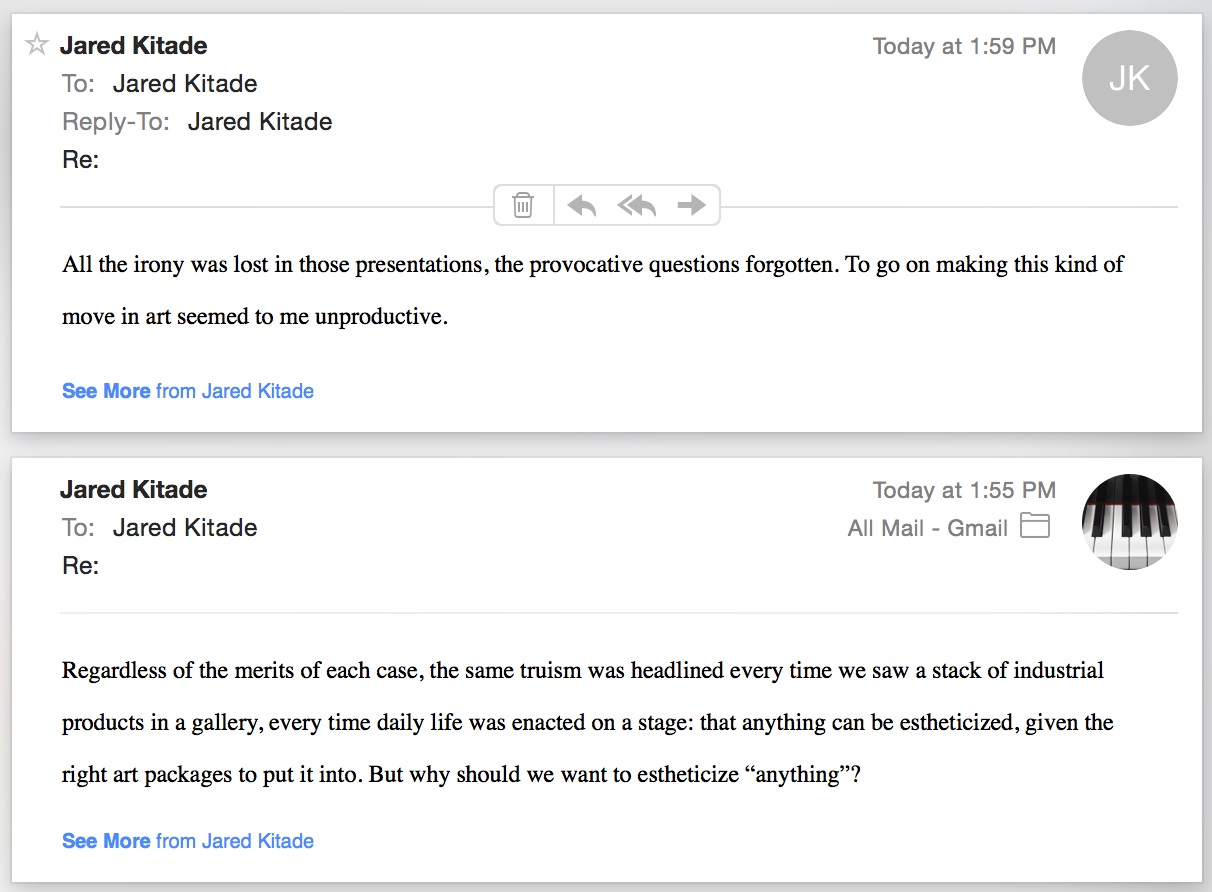 Jared Kitade
Today at 1:59 PM
JK
To: Jared Kitade
Reply-To: Jared Kitade
Re:
All the irony was lost in those presentations, the provocative questions forgotten. To go on making this kind of
move in art seemed to me unproductive.
See More from Jared Kitade
Jared Kitade
Today at 1:55 PM
To: Jared Kitade
All Mail - Gmail
Re:
Regardless of the merits of each case, the same truism was headlined every time we saw a stack of industrial
products in a gallery, every time daily life was enacted on a stage: that anything can be estheticized, given the
right art packages to put it into. But why should we want to estheticize “anything”?
See More from Jared Kitade